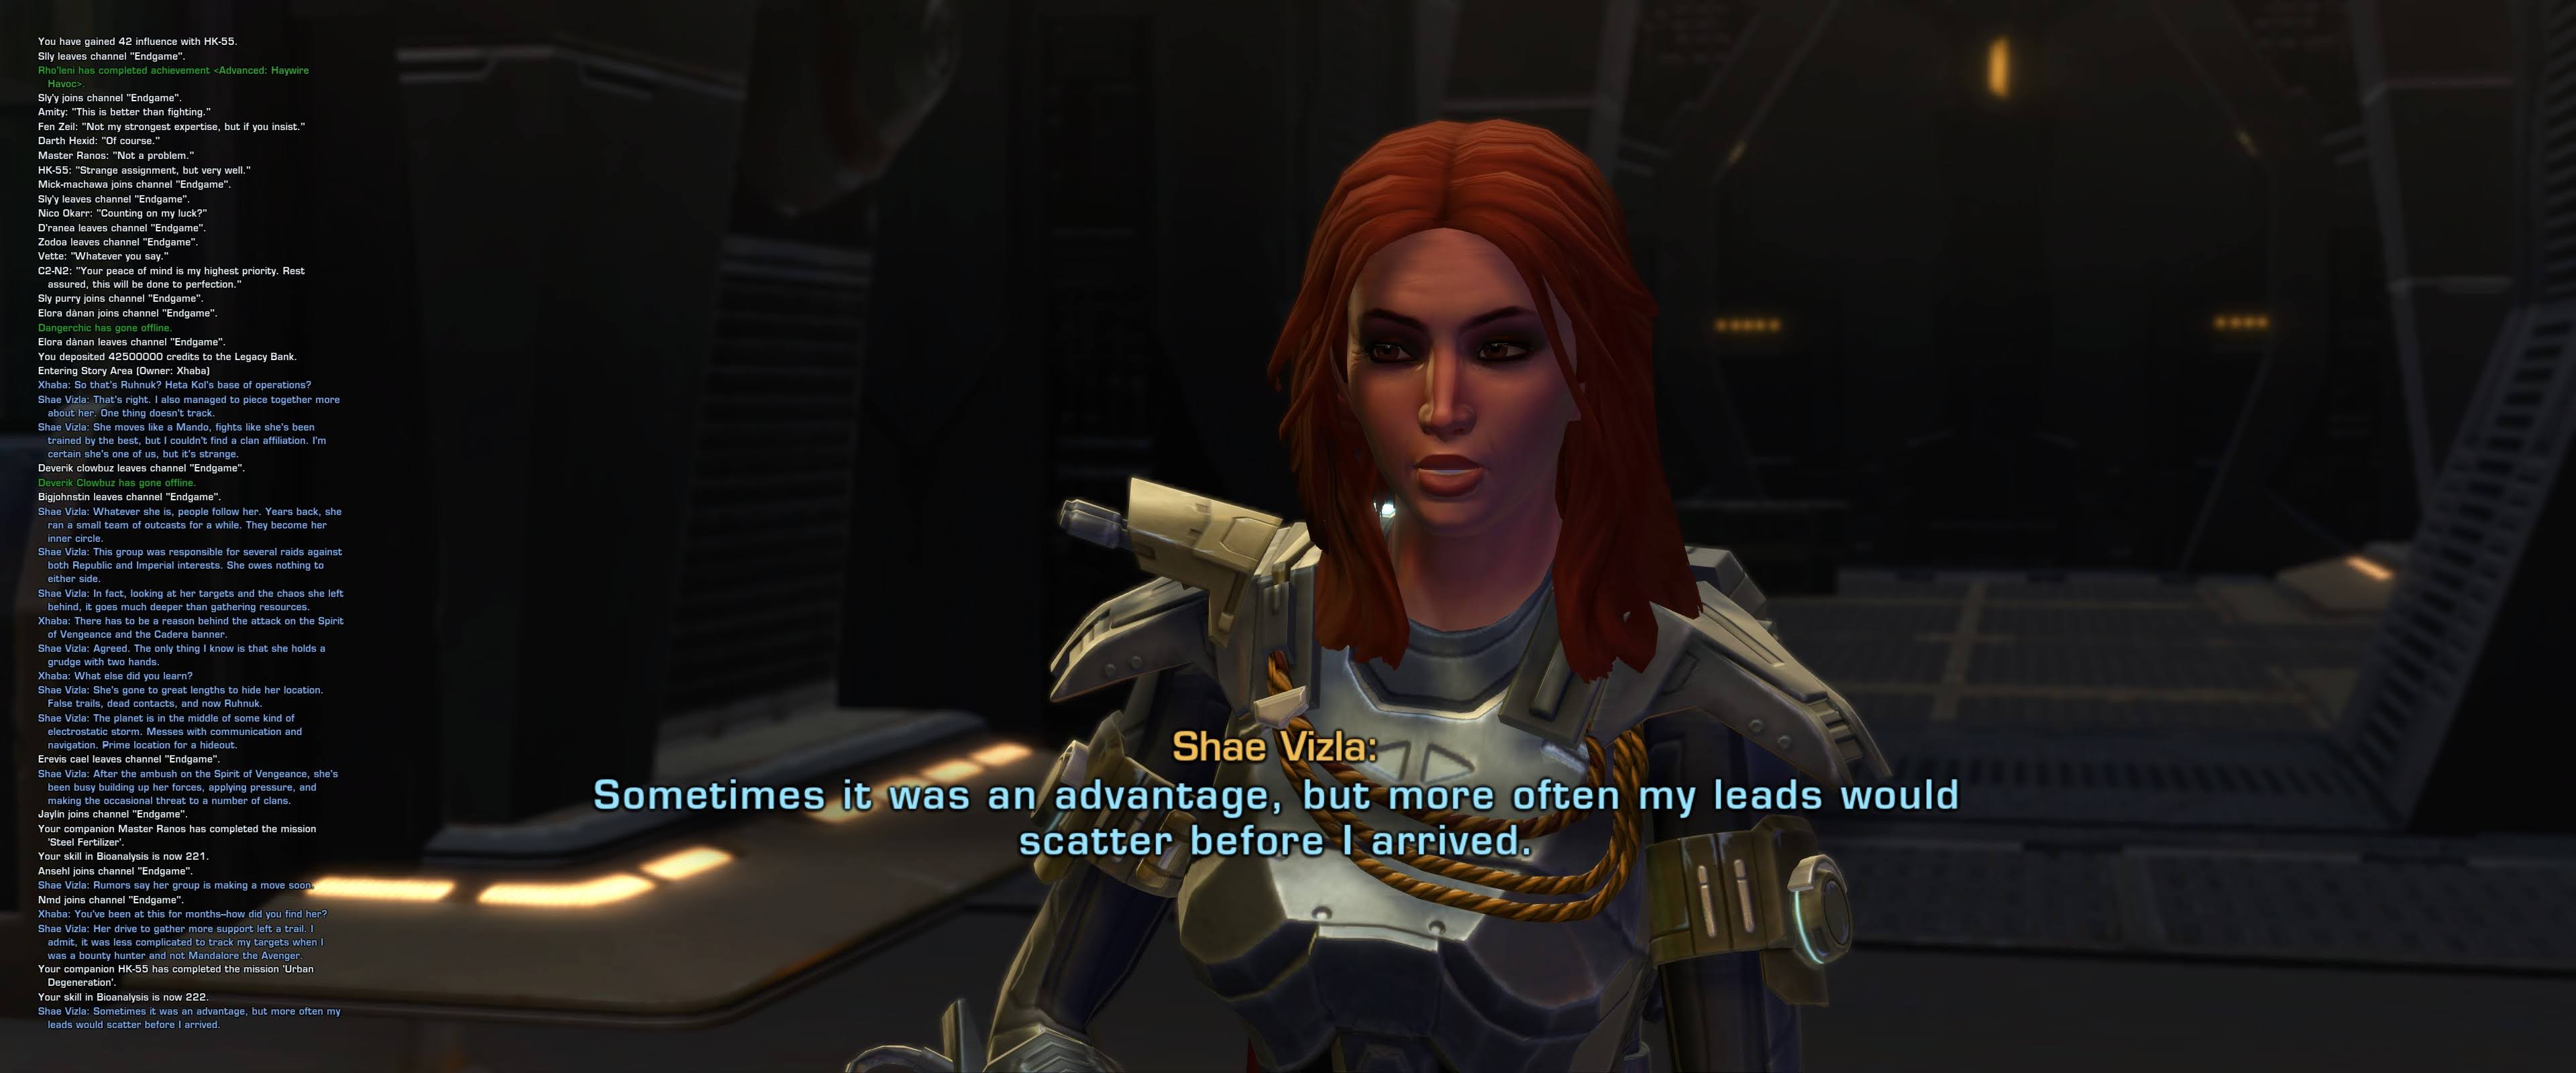 You have gained 42 influence with HK-55.
Slly leaves channel "Endgame".
Rho'leni has completed achievement <Advanced: Haywire
Havoc>.
Sly'y joins channel "Endgame".
Amity: "This is better than fighting."
Fen Zeil: "Not my strongest expertise, but if you insist."
Darth Hexid: "Of course."
Master Ranos: "Not a problem."
HK-55: "Strange assignment, but very well."
Mick-machawa joins channel "Endgame".
Sly'y leaves channel "Endgame".
Nico Okarr: "Counting on my luck?"
D'ranea leaves channel "Endgame".
Zodoa leaves channel "Endgame".
Vette: "Whatever you say."
C2-N2: "Your peace of mind is my highest priority. Rest
assured, this will be done to perfection."
Sly purry joins channel "Endgame".
Elora dànan joins channel "Endgame".
Dangerchic has gone offline.
Elora dànan leaves channel "Endgame".
You deposited 42500000 credits to the Legacy Bank.
Entering Story Area (Owner: Xhaba)
Xhaba: So that's Ruhnuk? Heta Kol's base of operations?
Shae Vizla: That's right. I also managed to piece together more
about her. One thing doesn't track.
Shae Vizla: She moves like a Mando, fights like she's been
trained by the best, but I couldn't find a clan affiliation. I'm
certain she's one of us, but it's strange.
Deverik clowbuz leaves channel "Endgame".
Deverik Clowbuz has gone offline.
Bigjohnstin leaves channel "Endgame".
Shae Vizla: Whatever she is, people follow her. Years back, she
ran a small team of outcasts for a while. They become her
inner circle.
Shae Vizla: This group was responsible for several raids against
both Republic and Imperial interests. She owes nothing to
either side.
Shae Vizla: In fact, looking at her targets and the chaos she left
behind, it goes much deeper than gathering resources.
Xhaba: There has to be a reason behind the attack on the Spirit
of Vengeance and the Cadera banner.
Shae Vizla: Agreed. The only thing I know is that she holds a
grudge with two hands.
Xhaba: What else did you learn?
Shae Vizla: She's gone to great lengths to hide her location.
False trails, dead contacts, and now Ruhnuk.
Shae Vizla: The planet is in the middle of some kind of
electrostatic storm. Messes with communication and
navigation. Prime location for a hideout.
Erevis cael leaves channel "Endgame".
Shae Vizla: After the ambush on the Spirit of Vengeance, she's
been busy building up her forces, applying pressure, and
making the occasional threat to a number of clans.
Jaylin joins channel "Endgame".
Your companion Master Ranos has completed the mission
'Steel Fertilizer'.
Your skill in Bioanalysis is now 221.
Ansehl joins channel "Endgame".
Shae Vizla: Rumors say her group is making a move soon.
Nmd joins channel "Endgame".
Xhaba: You've been at this for months—how did you find her?
Shae Vizla: Her drive to gather more support left a trail. I
admit, it was less complicated to track my targets when I
was a bounty hunter and not Mandalore the Avenger.
Your companion HK-55 has completed the mission 'Urban
Degeneration'.
Your skill in Bioanalysis is now 222.
Shae Vizla: Sometimes it was an advantage, but more often my
leads would scatter before I arrived.
Shae Vizla:
Sometimes it was an advantage, but more often my leads would
scatter before I arrived.